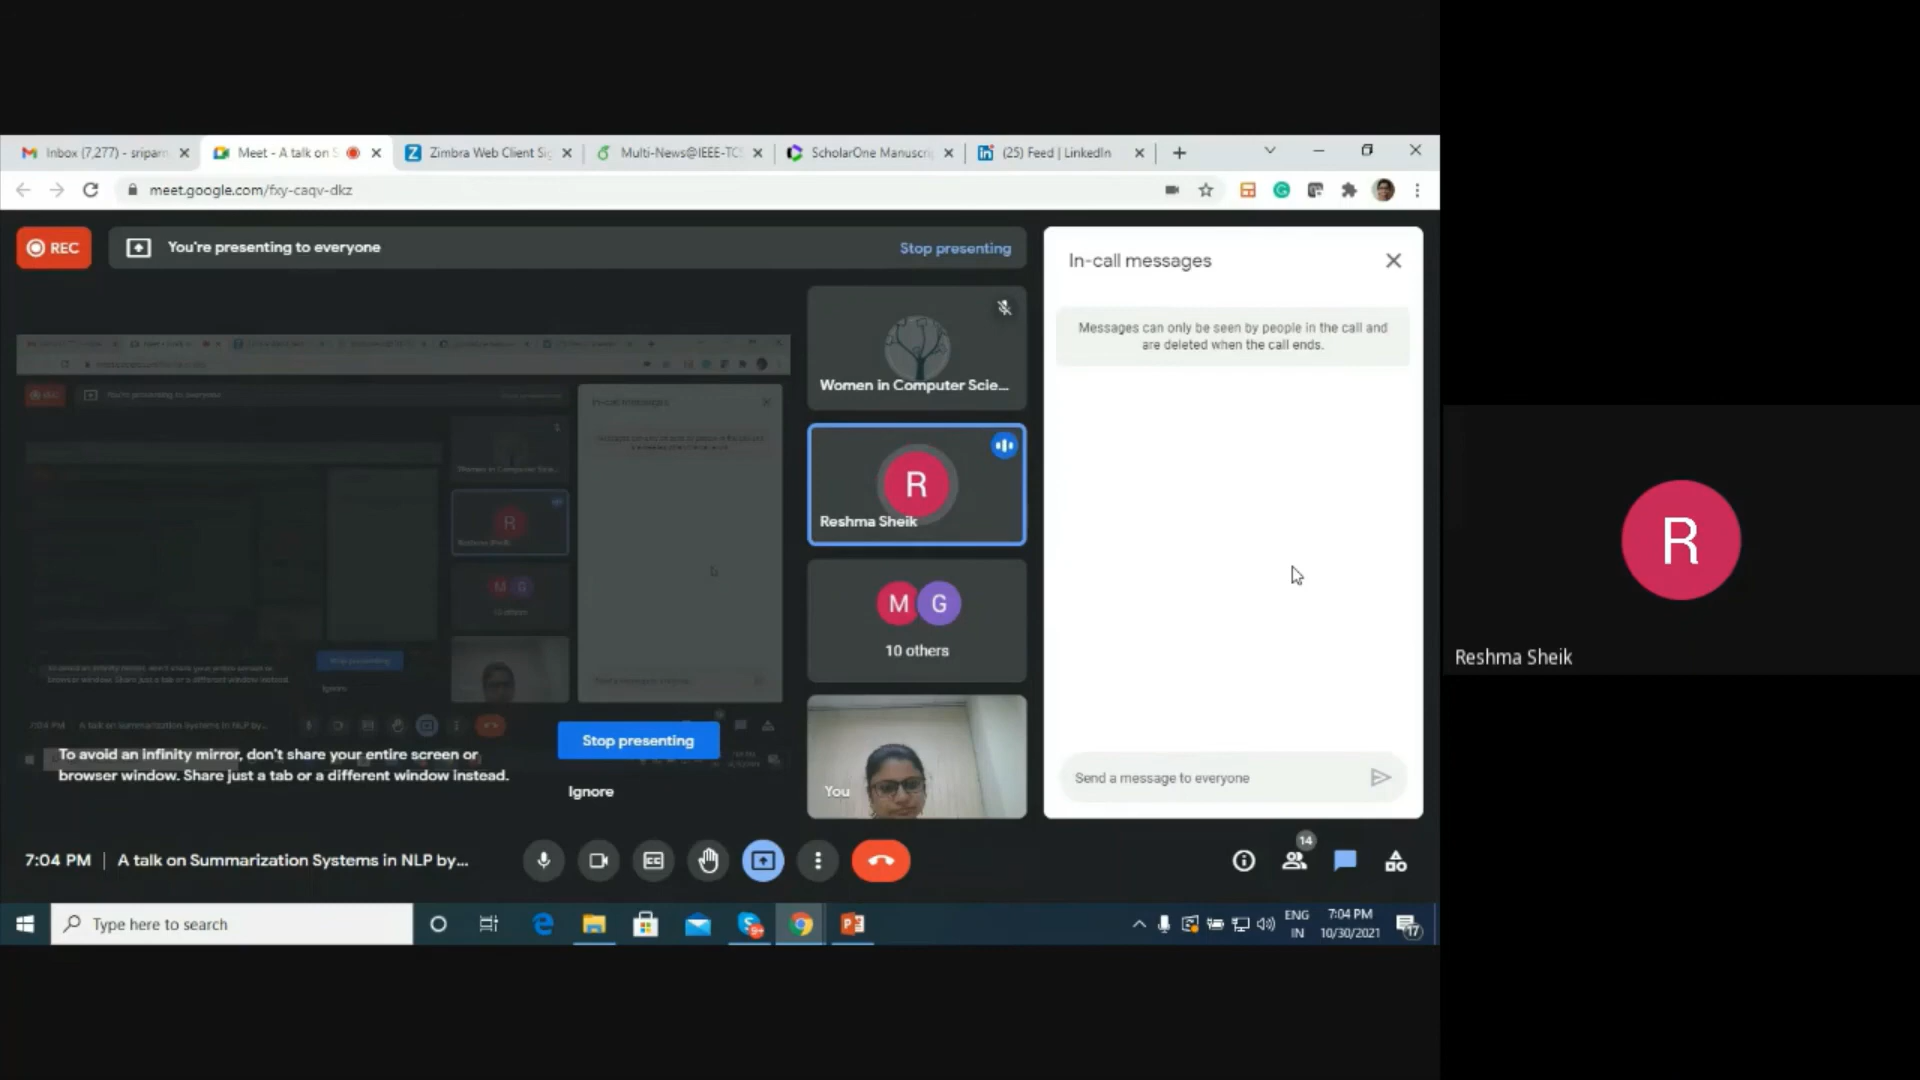 Inbox (7,277) - sripar
Meet - A talk on S
Zimbra Web Client Sig
Multi-News@IEEE-TC
ScholarOne Manuscri
(25) Feed | LinkedIn
meet.google.com/fxy-caqv-dkz
REC
You're presenting to everyone
Stop presenting
In-call messages
Messages can only be seen by people in the call and
are deleted when the call ends.
Women in Computer Scie...
R
Reshma Sheik
M G
10 others
You
To avoid an infinity mirror, don't share your entire screen or
browser window. Share just a tab or a different window instead.
Stop presenting
Ignore
Send a message to everyone
7:04 PM | A talk on Summarization Systems in NLP by...
14
Type here to search
ENG
IN
7:04 PM
10/30/2021
17
R
Reshma Sheik